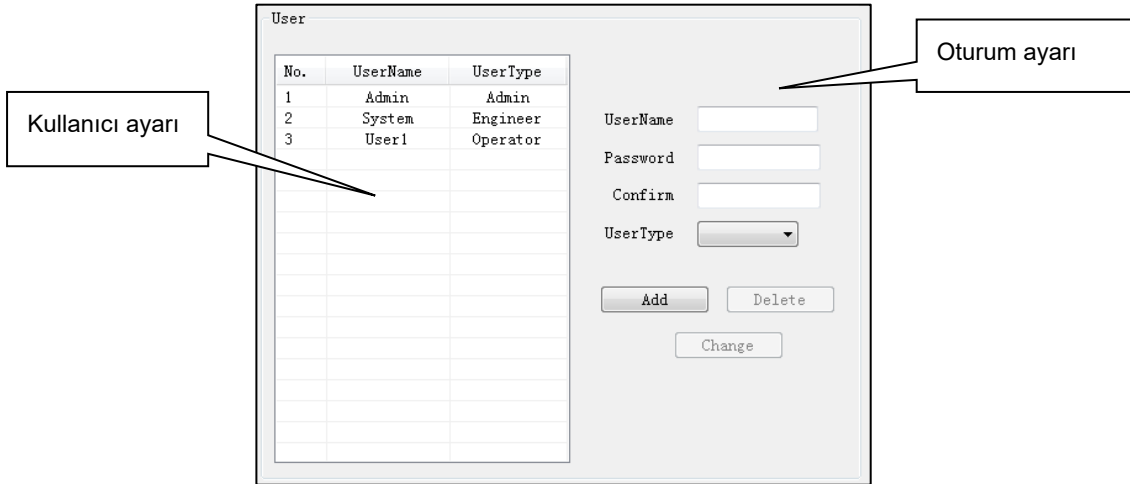 User
No. UserName UserType
1 Admin Admin
2 System Engineer
3 User1 Operator
Kullanıcı ayarı
Oturum ayarı
UserName
Password
Confirm
UserType
Add Delete
Change